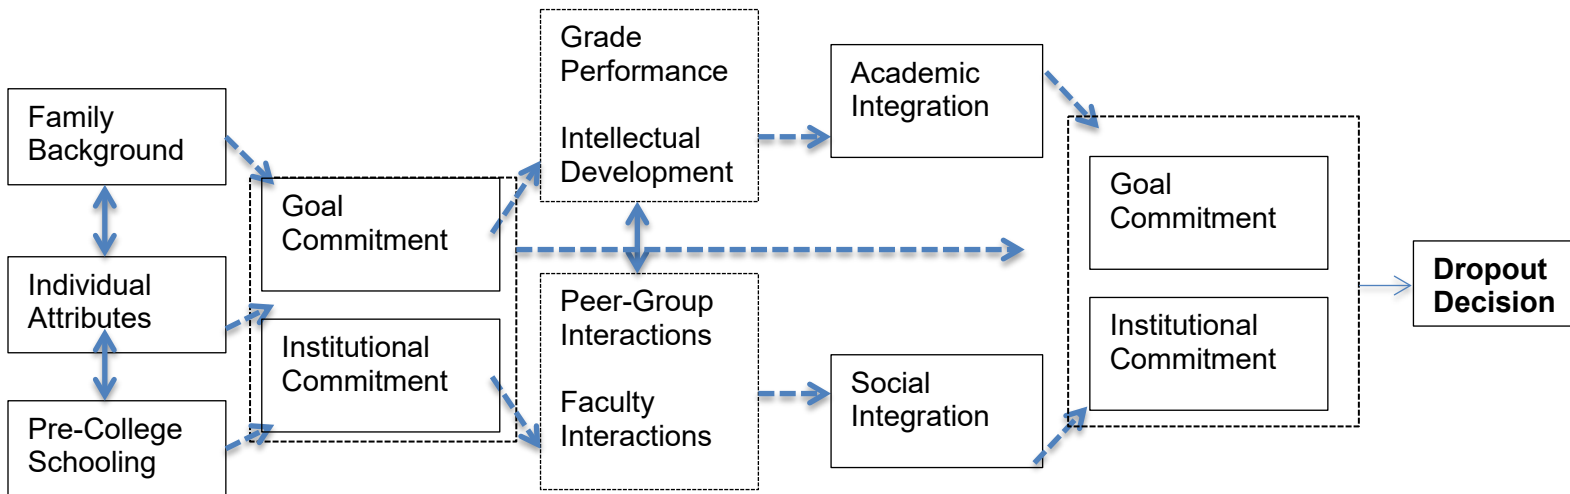 Family
Background
Individual
Attributes
Pre-College
Schooling
Goal
Commitment
Institutional
Commitment
Grade
Performance
Intellectual
Development
Peer-Group
Interactions
Faculty
Interactions
Academic
Integration
Social
Integration
Goal
Commitment
Institutional
Commitment
Dropout
Decision